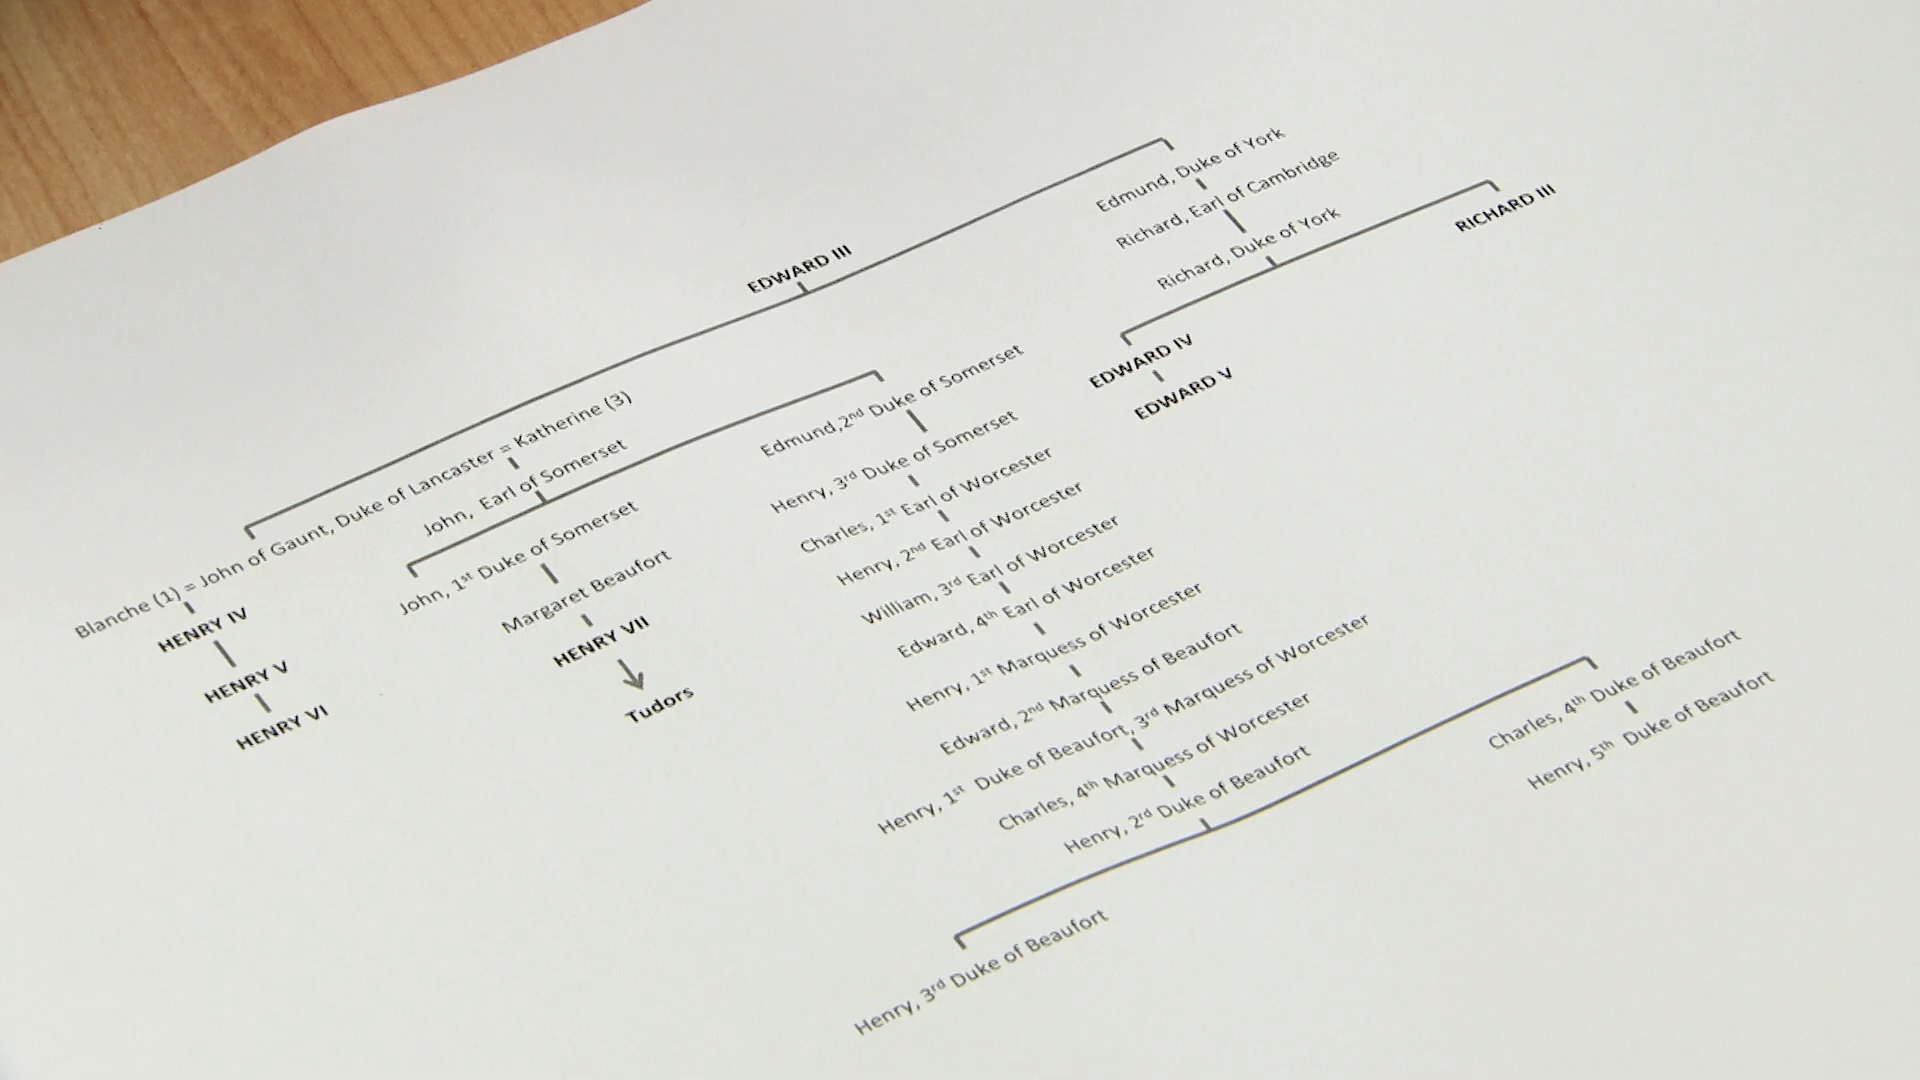 EDWARD III
Blanche (1) = John of Gaunt, Duke of Lancaster = Katherine (3)
HENRY IV
HENRY V
HENRY VI
John, Earl of Somerset
John, 1st Duke of Somerset
Margaret Beaufort
HENRY VII
Tudors
Edmund,2nd Duke of Somerset
Henry, 3rd Duke of Somerset
Charles, 1st Earl of Worcester
Henry, 2nd Earl of Worcester
William, 3rd Earl of Worcester
Edward, 4th Earl of Worcester
Henry, 1st Marquess of Worcester
Edward, 2nd Marquess of Beaufort
Henry, 1st Duke of Beaufort, 3rd Marquess of Worcester
Charles, 4th Marquess of Worcester
Henry, 2rd Duke of Beaufort
Henry, 3rd Duke of Beaufort
Charles, 4th Duke of Beaufort
Henry, 5th Duke of Beaufort
Edmund, Duke of York
Richard, Earl of Cambridge
Richard, Duke of York
EDWARD IV
EDWARD V
RICHARD III